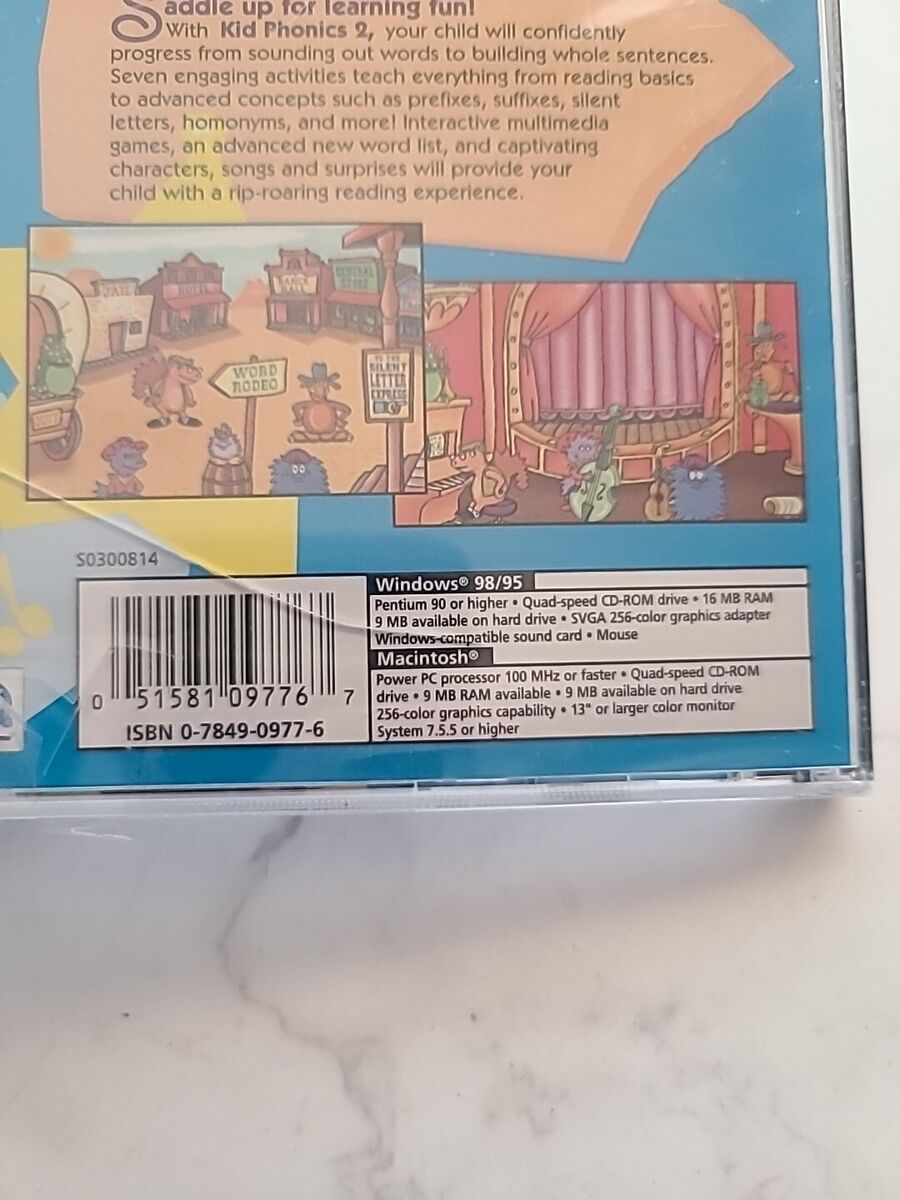 Saddle up for learning fun!
With Kid Phonics 2, your child will confidently
progress from sounding out words to building whole sentences.
Seven engaging activities teach everything from reading basics
to advanced concepts such as prefixes, suffixes, silent
letters, homonyms, and more! Interactive multimedia
games, an advanced new word list, and captivating
characters, songs and surprises will provide your
child with a rip-roaring reading experience.
JAIL
HOTEL
DANCE
HALL
GENERAL
STORE
WORD
RODEO
TO THE
SILENT
LETTER
EXPRESS
S0300814
0 51581 09776 7
ISBN 0-7849-0977-6
Windows® 98/95
Pentium 90 or higher • Quad-speed CD-ROM drive • 16 MB RAM
9 MB available on hard drive • SVGA 256-color graphics adapter
Windows-compatible sound card • Mouse
Macintosh®
Power PC processor 100 MHz or faster • Quad-speed CD-ROM
drive • 9 MB RAM available • 9 MB available on hard drive
256-color graphics capability • 13" or larger color monitor
System 7.5.5 or higher